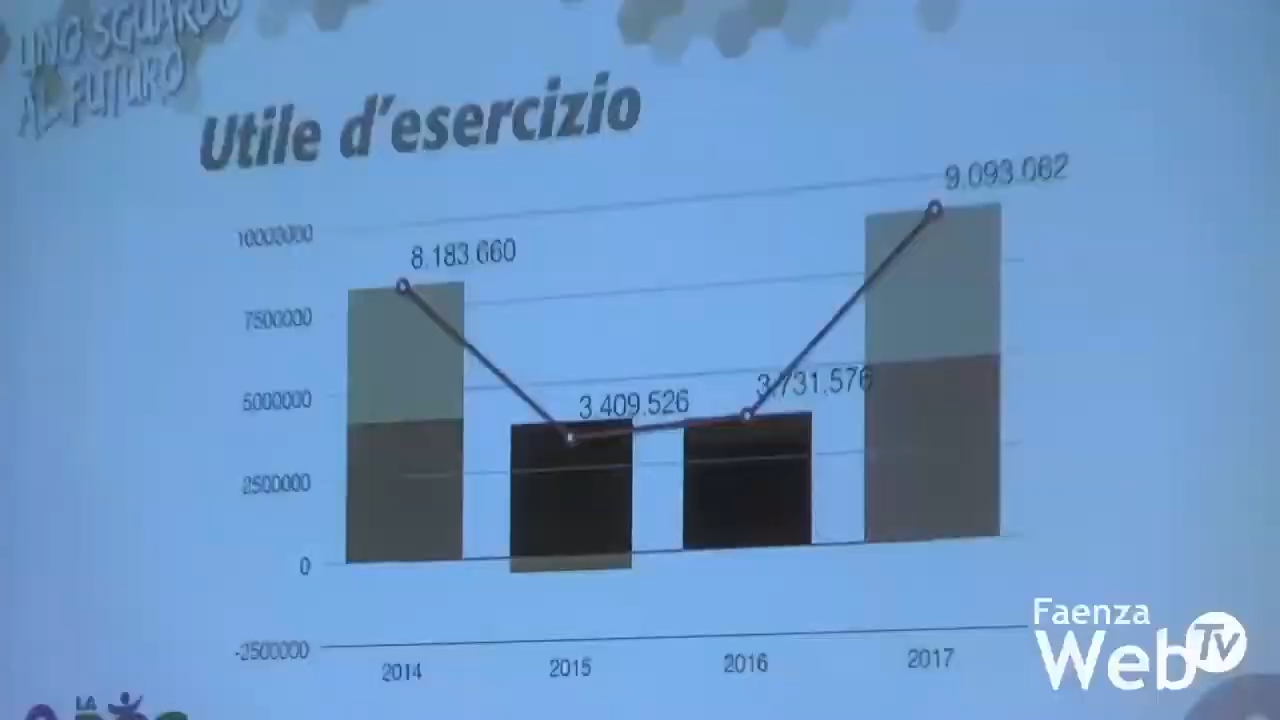 UNO SGUARDO
AL FUTURO
Utile d'esercizio
9.093.062
10000000
8.183.660
7500000
3.731.576
5000000
3.409.526
2500000
0
-2500000
2014
2015
2016
2017
Faenza
Web Tv
LA